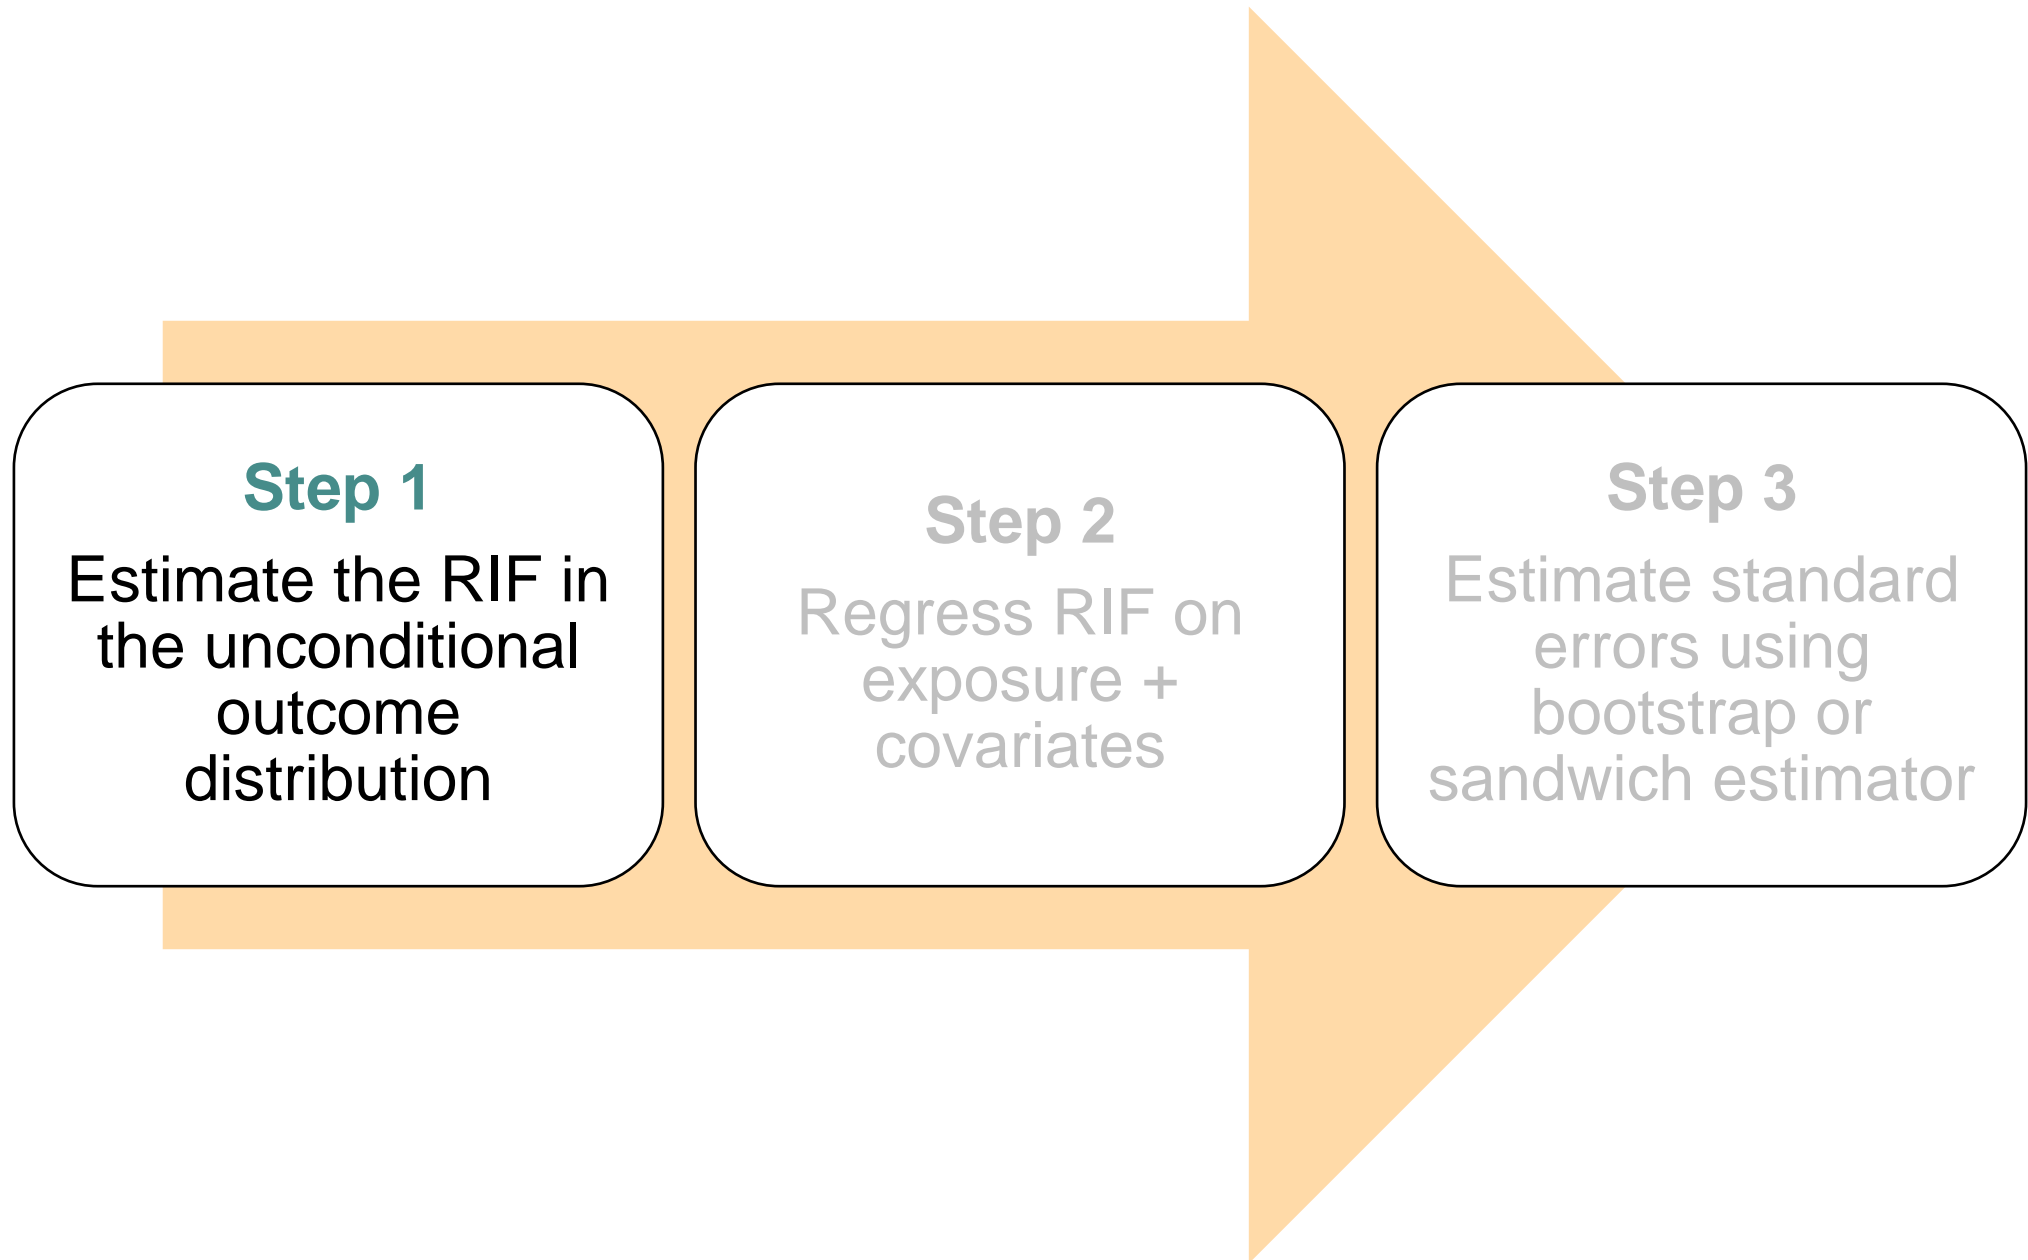 Step 1
Estimate the RIF in
the unconditional
outcome
distribution
Step 2
Regress RIF on
exposure +
covariates
Step 3
Estimate standard
errors using
bootstrap or
sandwich estimator